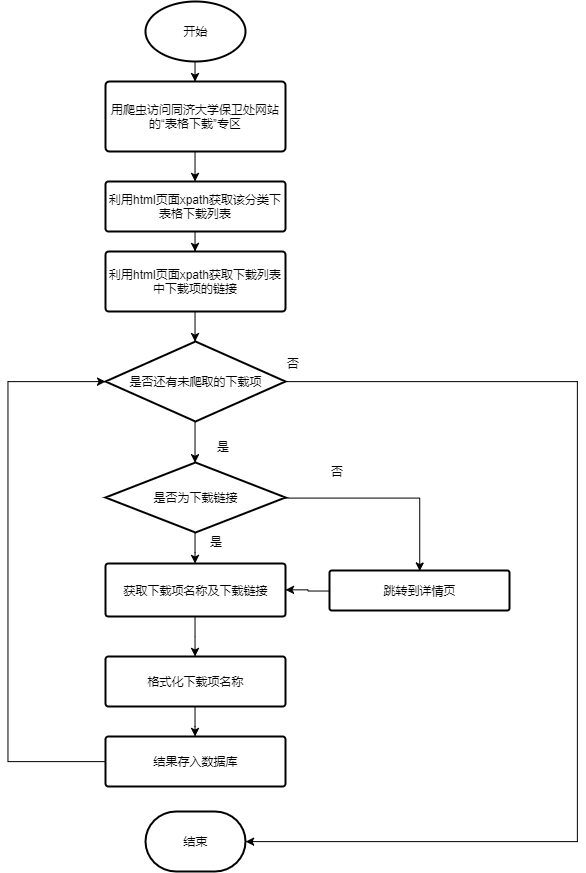 开始
用爬虫访问同济大学保卫处网站
的“表格下载”专区
利用html页面xpath获取该分类下
表格下载列表
利用html页面xpath获取下载列表
中下载项的链接
否
是否还有未爬取的下载项
是
否
是否为下载链接
是
获取下载项名称及下载链接
跳转到详情页
格式化下载项名称
结果存入数据库
结束